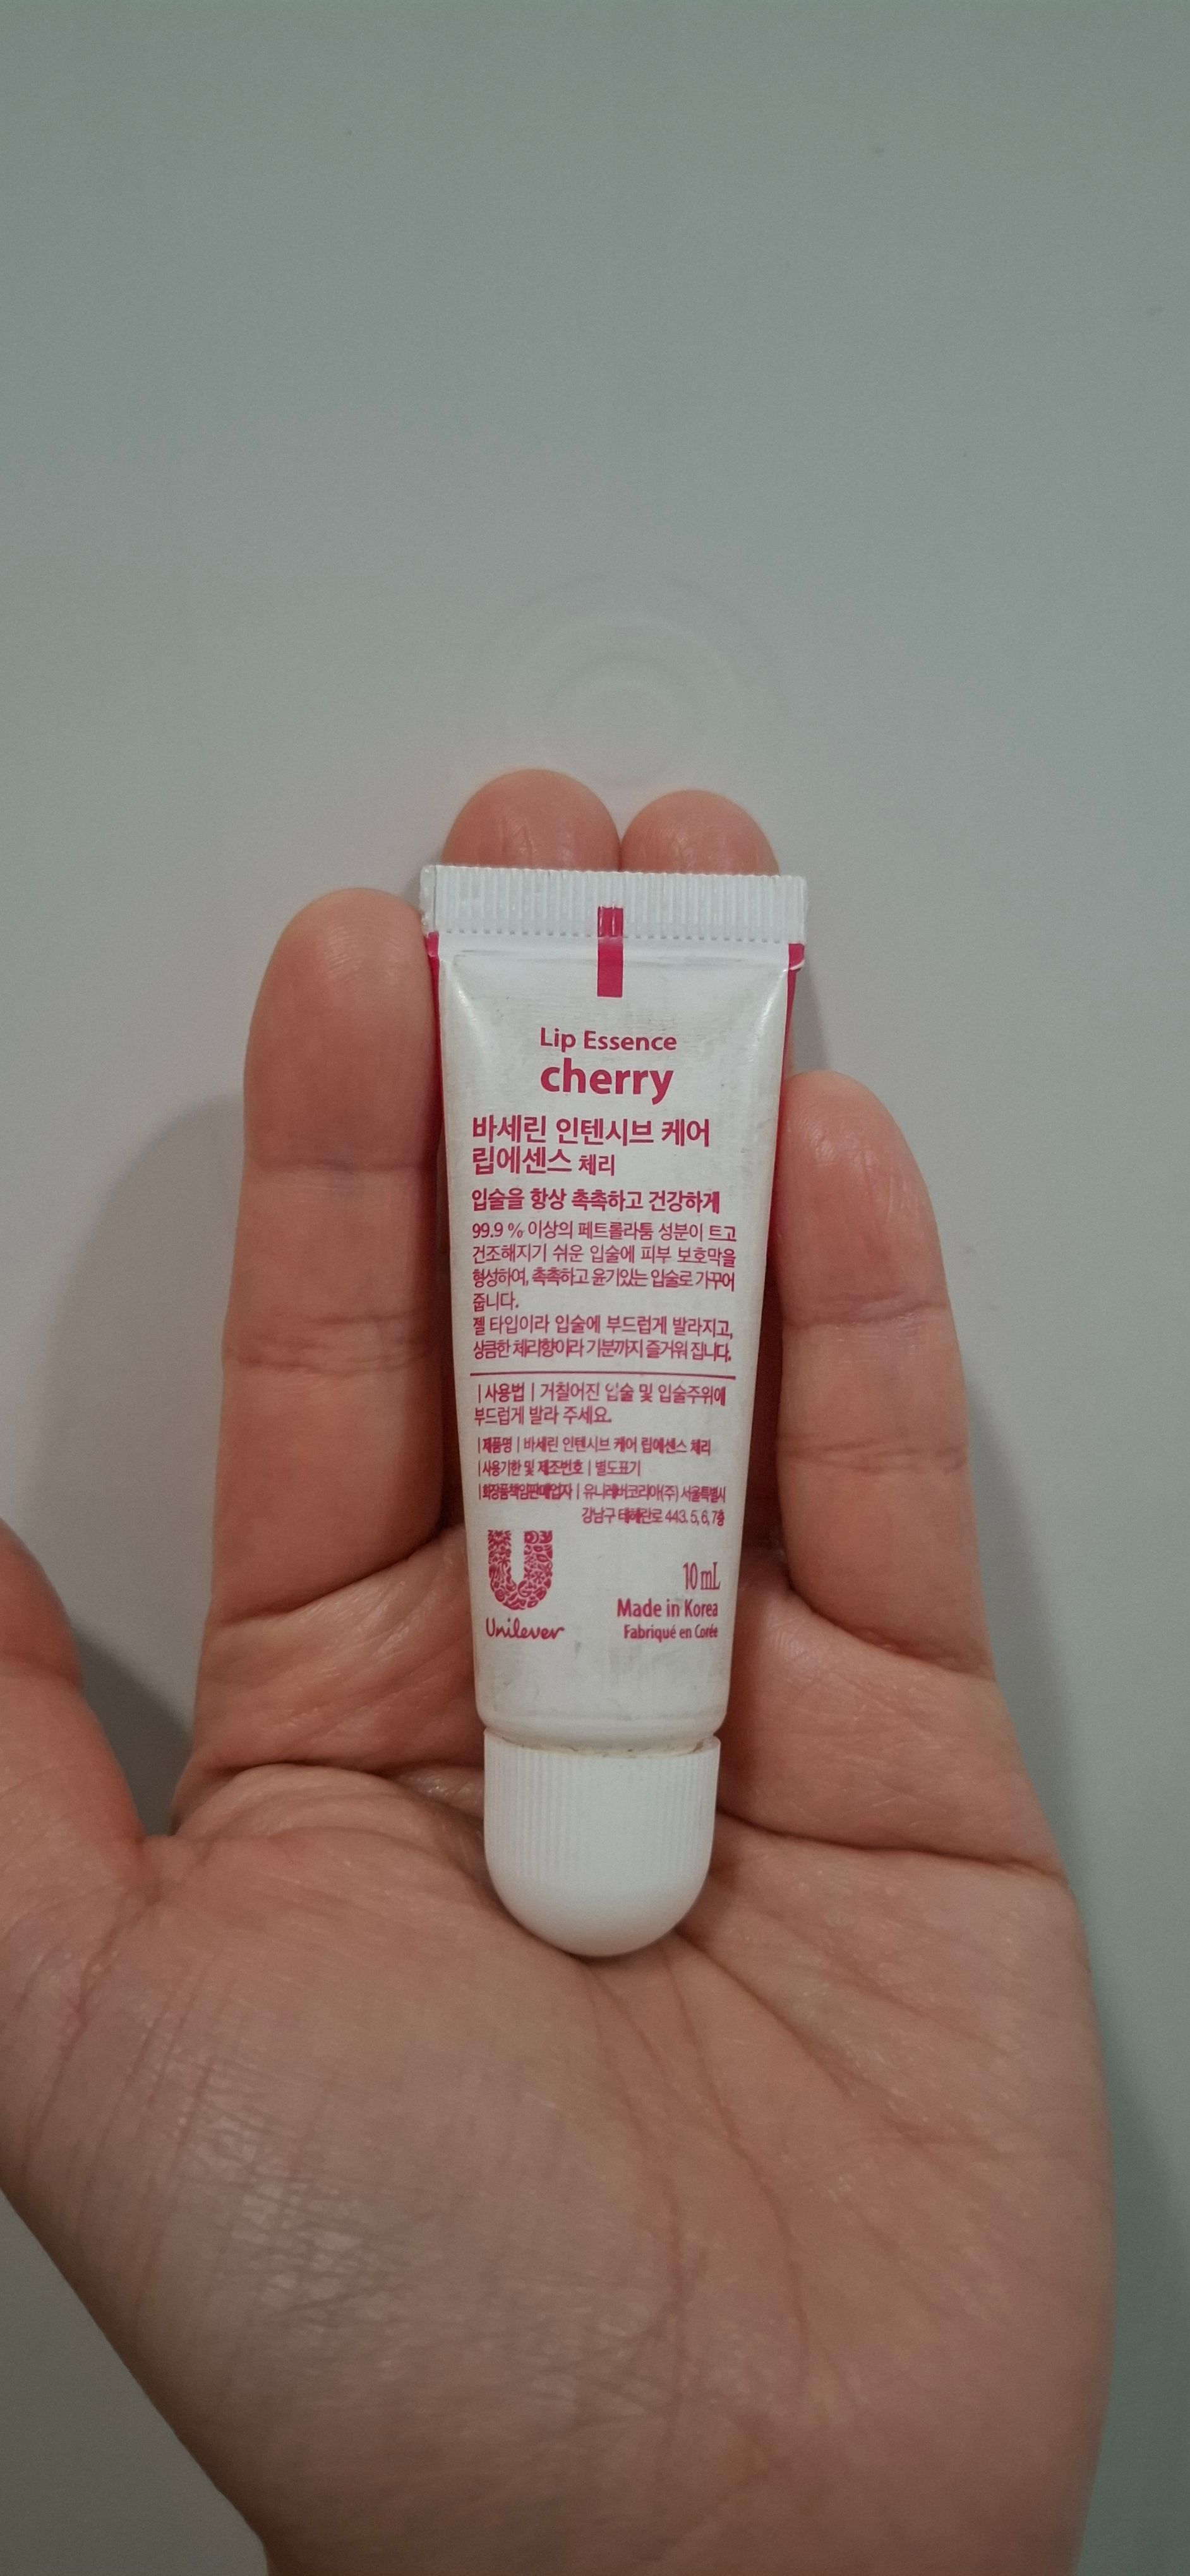 Lip Essence
cherry
바세린 인텐시브 케어
립에센스 체리
입술을 항상 촉촉하고 건강하게
99.9 % 이상의 페트롤라툼 성분이 트고
건조해지기 쉬운 입술에 피부 보호막을
형성하여, 촉촉하고 윤기있는 입술로 가꾸어
줍니다.
젤 타입이라 입술에 부드럽게 발라지고,
상큼한 체리향이라 기분까지 즐거워 집니다.
|사용법| 거칠어진 입술 및 입술주위에
부드럽게 발라 주세요.
|제품명| 바세린 인텐시브 케어 립에센스 체리
|사용기한 및 제조번호| 별도표기
|화장품책임판매업자| 유니레버코리아(주) 서울특별시
강남구 테헤란로 443, 5, 6, 7층
10 mL
Made in Korea
Fabriqué en Corée
Unilever